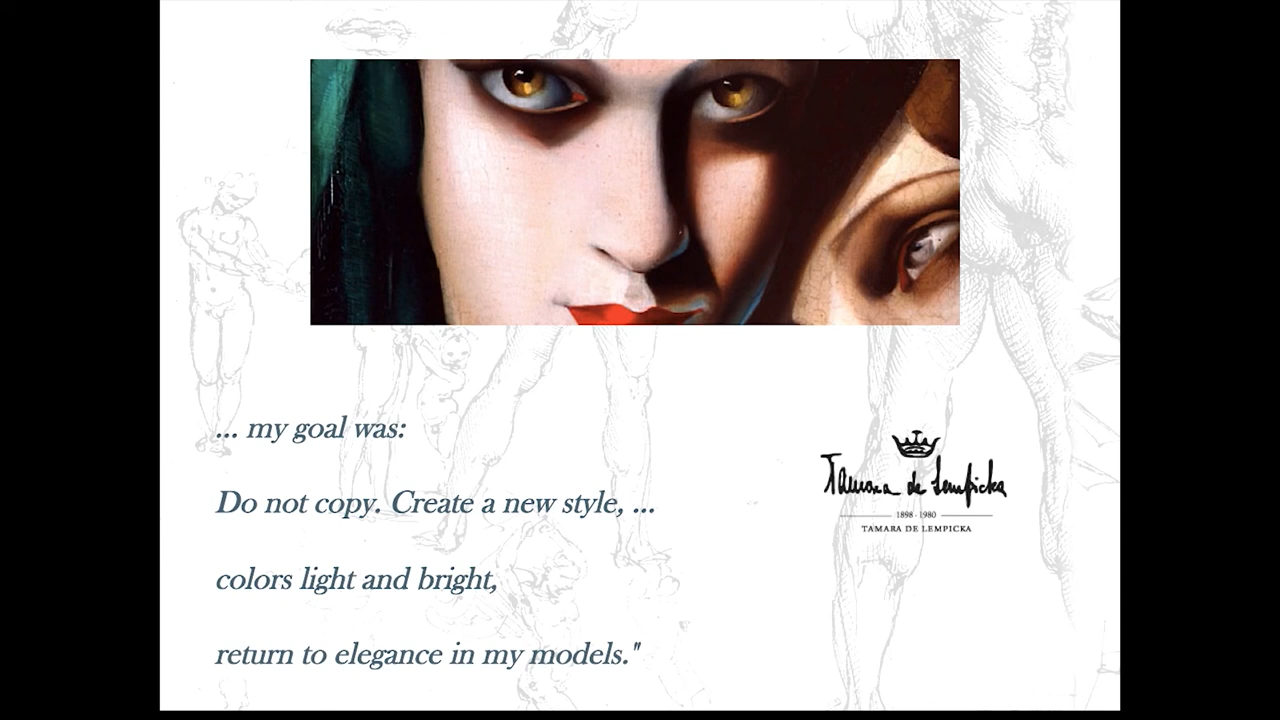 ... my goal was:
Do not copy. Create a new style, ...
colors light and bright,
return to elegance in my models."
Tamara de Lempicka
1898 - 1980
TAMARA DE LEMPICKA